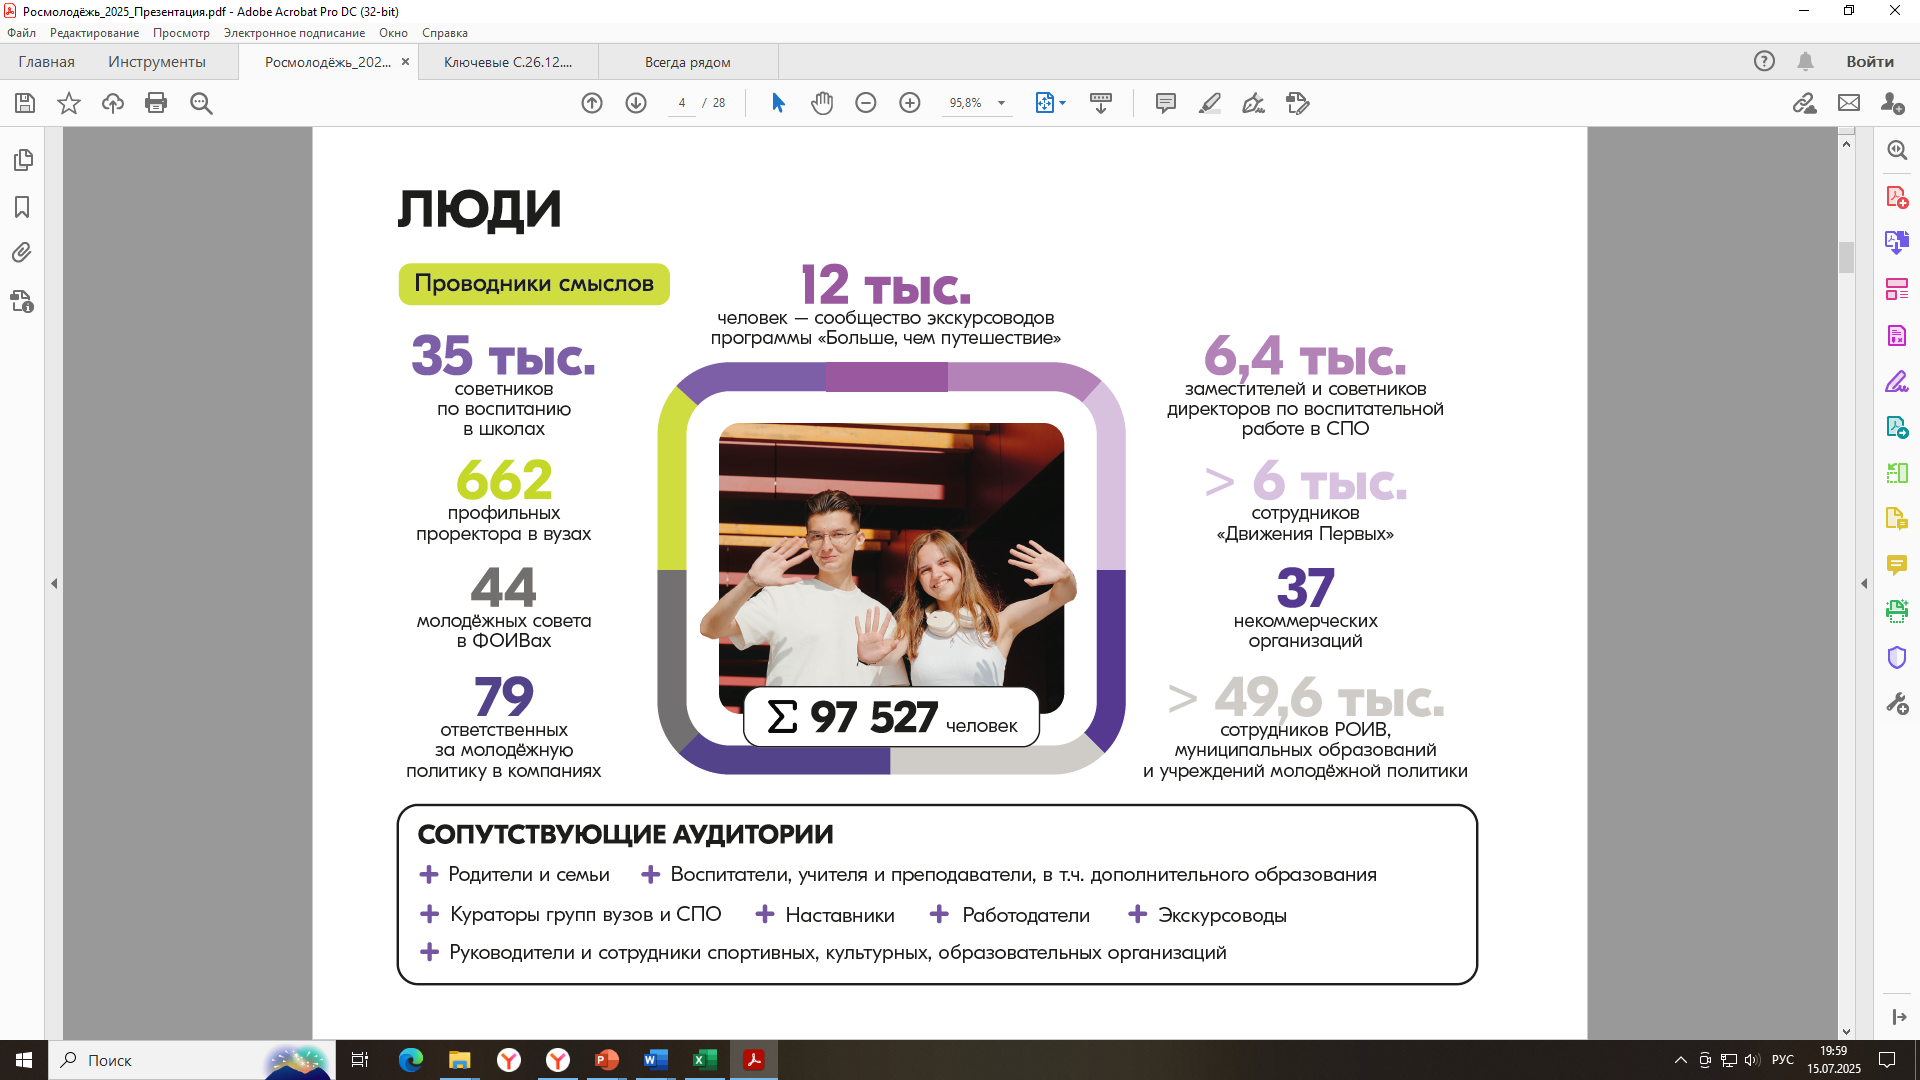 Росмолодёжь_2025_Презентация.pdf - Adobe Acrobat Pro DC (32-bit)
Файл Редактирование Просмотр Электронное подписание Окно Справка
Главная Инструменты Росмолодёжь_202... × Ключевые С.26.12.... Всегда рядом Войти
4 / 28 95,8%
ЛЮДИ
Проводники смыслов
12 тыс.
человек – сообщество экскурсоводов
программы «Больше, чем путешествие»
35 тыс.
советников
по воспитанию
в школах
662
профильных
проректора в вузах
44
молодёжных совета
в ФОИВах
79
ответственных
за молодёжную
политику в компаниях
6,4 тыс.
заместителей и советников
директоров по воспитательной
работе в СПО
> 6 тыс.
сотрудников
«Движения Первых»
37
некоммерческих
организаций
> 49,6 тыс.
сотрудников РОИВ,
муниципальных образований
и учреждений молодёжной политики
Σ 97 527 человек
СОПУТСТВУЮЩИЕ АУДИТОРИИ
+ Родители и семьи + Воспитатели, учителя и преподаватели, в т.ч. дополнительного образования
+ Кураторы групп вузов и СПО + Наставники + Работодатели + Экскурсоводы
+ Руководители и сотрудники спортивных, культурных, образовательных организаций
Поиск
РУС
19:59
15.07.2025